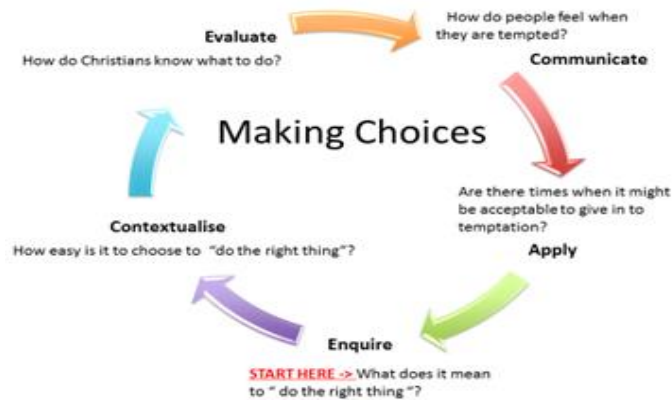 Making Choices
Evaluate
How do Christians know what to do?
How do people feel when
they are tempted?
Communicate
Are there times when it might
be acceptable to give in to
temptation?
Apply
Enquire
START HERE -> What does it mean
to “ do the right thing “?
Contextualise
How easy is it to choose to “do the right thing”?